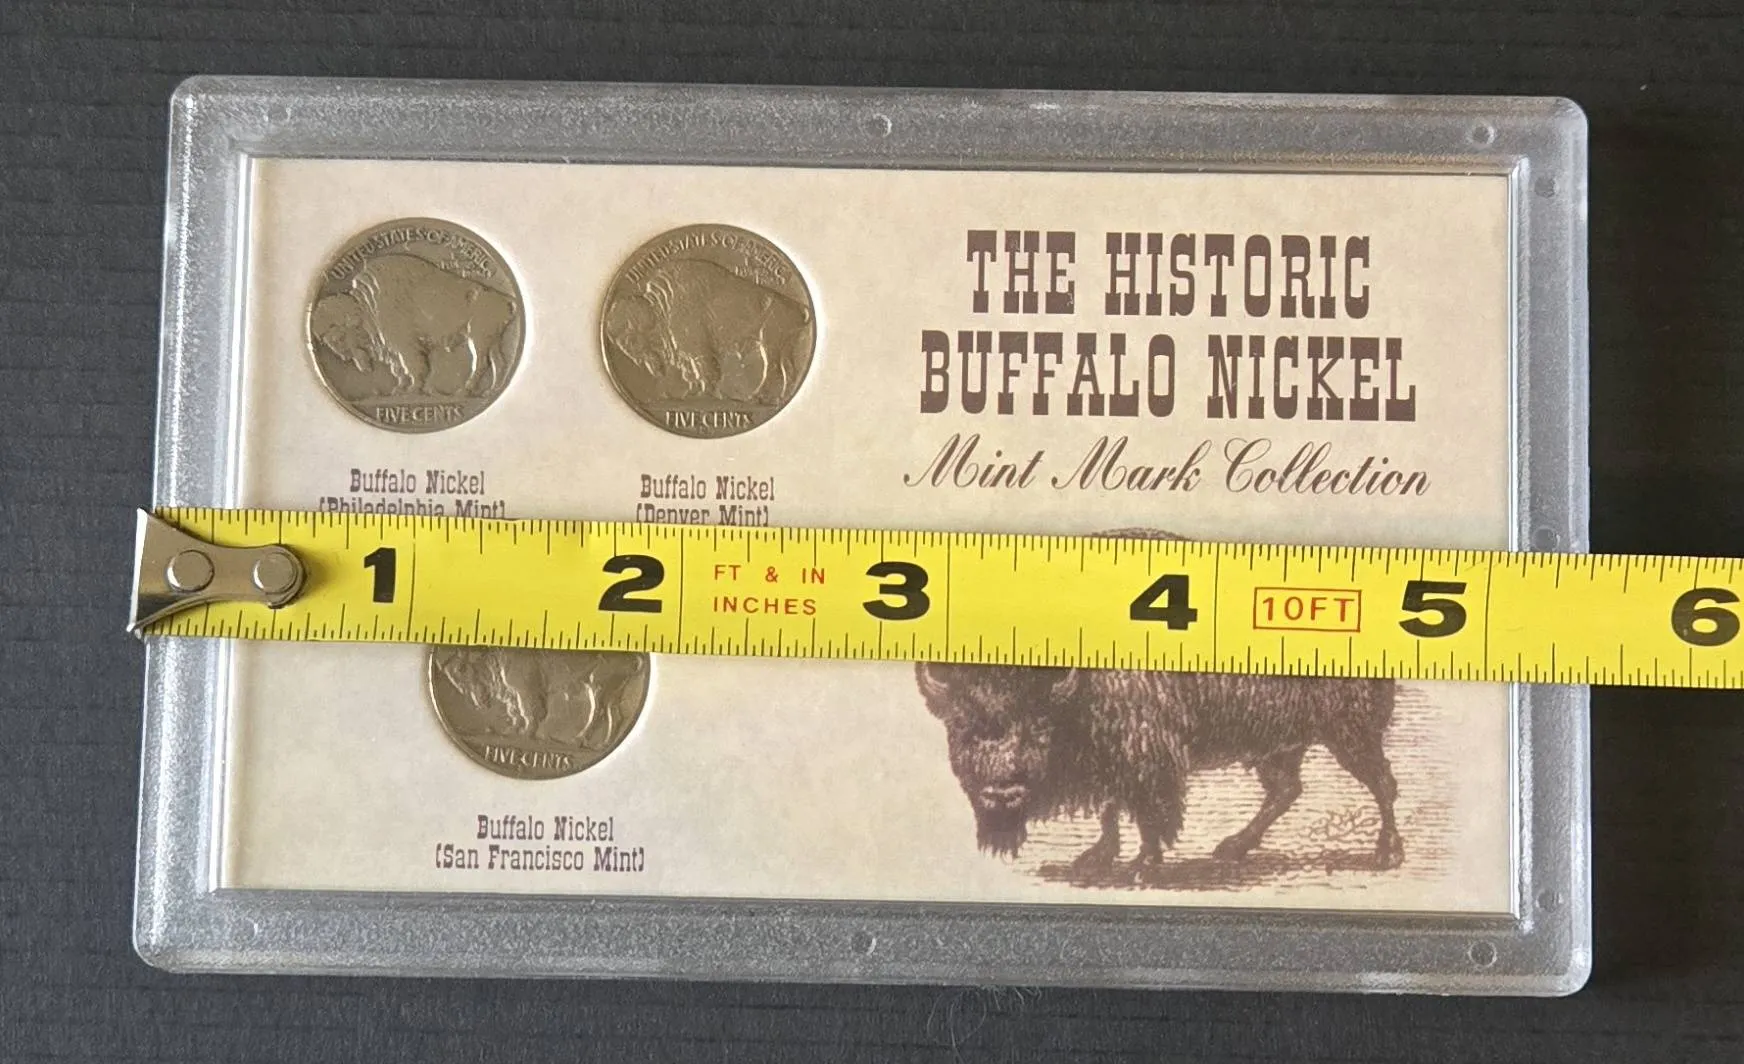 UNITED STATES OF AMERICA
FIVE CENTS
UNITED STATES OF AMERICA
FIVE CENTS
THE HISTORIC
BUFFALO NICKEL
Mint Mark Collection
Buffalo Nickel
(Philadelphia Mint)
Buffalo Nickel
(Denver Mint)
1 2 FT & IN 3 4 10FT 5 6
INCHES
FIVE CENTS
Buffalo Nickel
(San Francisco Mint)